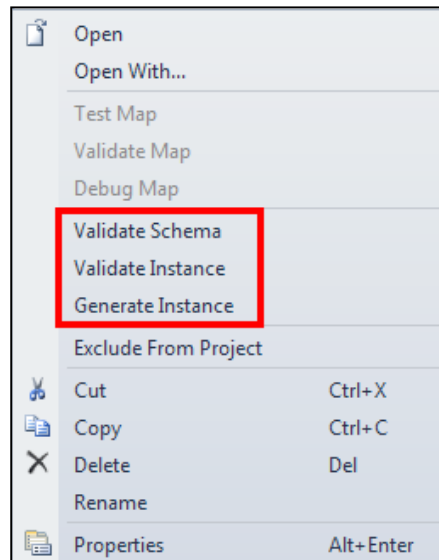 Open
Open With...
Test Map
Validate Map
Debug Map
Validate Schema
Validate Instance
Generate Instance
Exclude From Project
Cut Ctrl+X
Copy Ctrl+C
Delete Del
Rename
Properties Alt+Enter